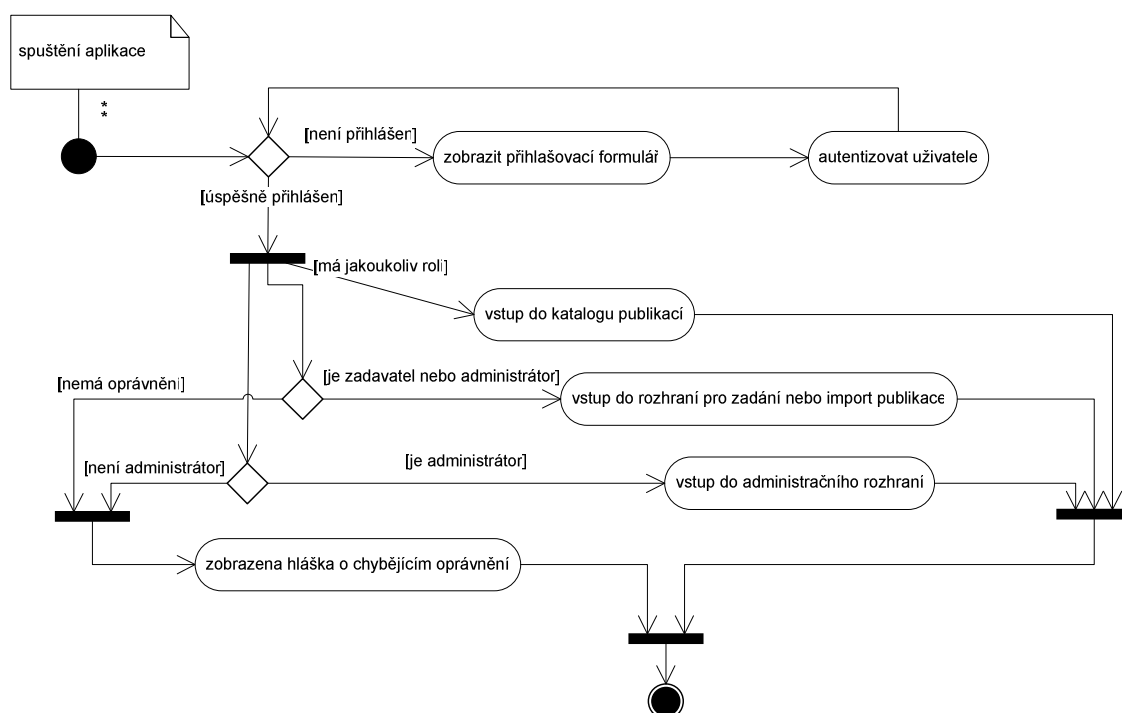 spuštění aplikace
*
*
[není přihlášen]
zobrazit přihlašovací formulář
autentizovat uživatele
[úspěšně přihlášen]
[má jakoukoliv roli]
vstup do katalogu publikací
[nemá oprávnění]
[je zadavatel nebo administrátor]
vstup do rozhraní pro zadání nebo import publikace
[není administrátor]
[je administrátor]
vstup do administračního rozhraní
zobrazena hláška o chybějícím oprávnění